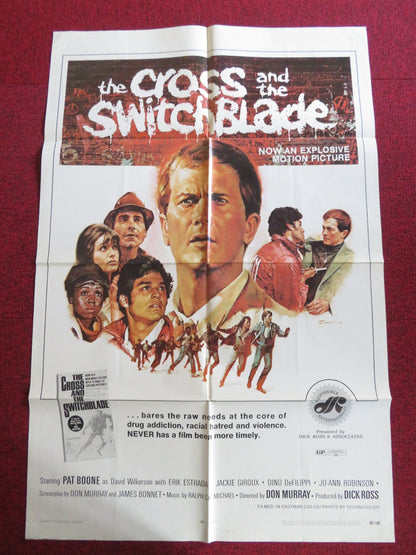 the CROSS and the
SWITCHBLADE
NOW AN EXPLOSIVE
MOTION PICTURE
THE
CROSS
AND THE
SWITCHBLADE
. . . bares the raw needs at the core of
drug addiction, racial hatred and violence.
NEVER has a film been more timely.
Presented by
DICK ROSS & ASSOCIATES
GP
Starring PAT BOONE as David Wilkerson with ERIK ESTRADA JACKIE GIROUX • DINO DeFILIPPI • JO-ANN ROBINSON •
Screenplay by DON MURRAY and JAMES BONNET • Music by RALPH CARMICHAEL • Directed by DON MURRAY • Produced by DICK ROSS
FILMED IN EASTMAN COLOR/PRINTS BY TECHNICOLOR